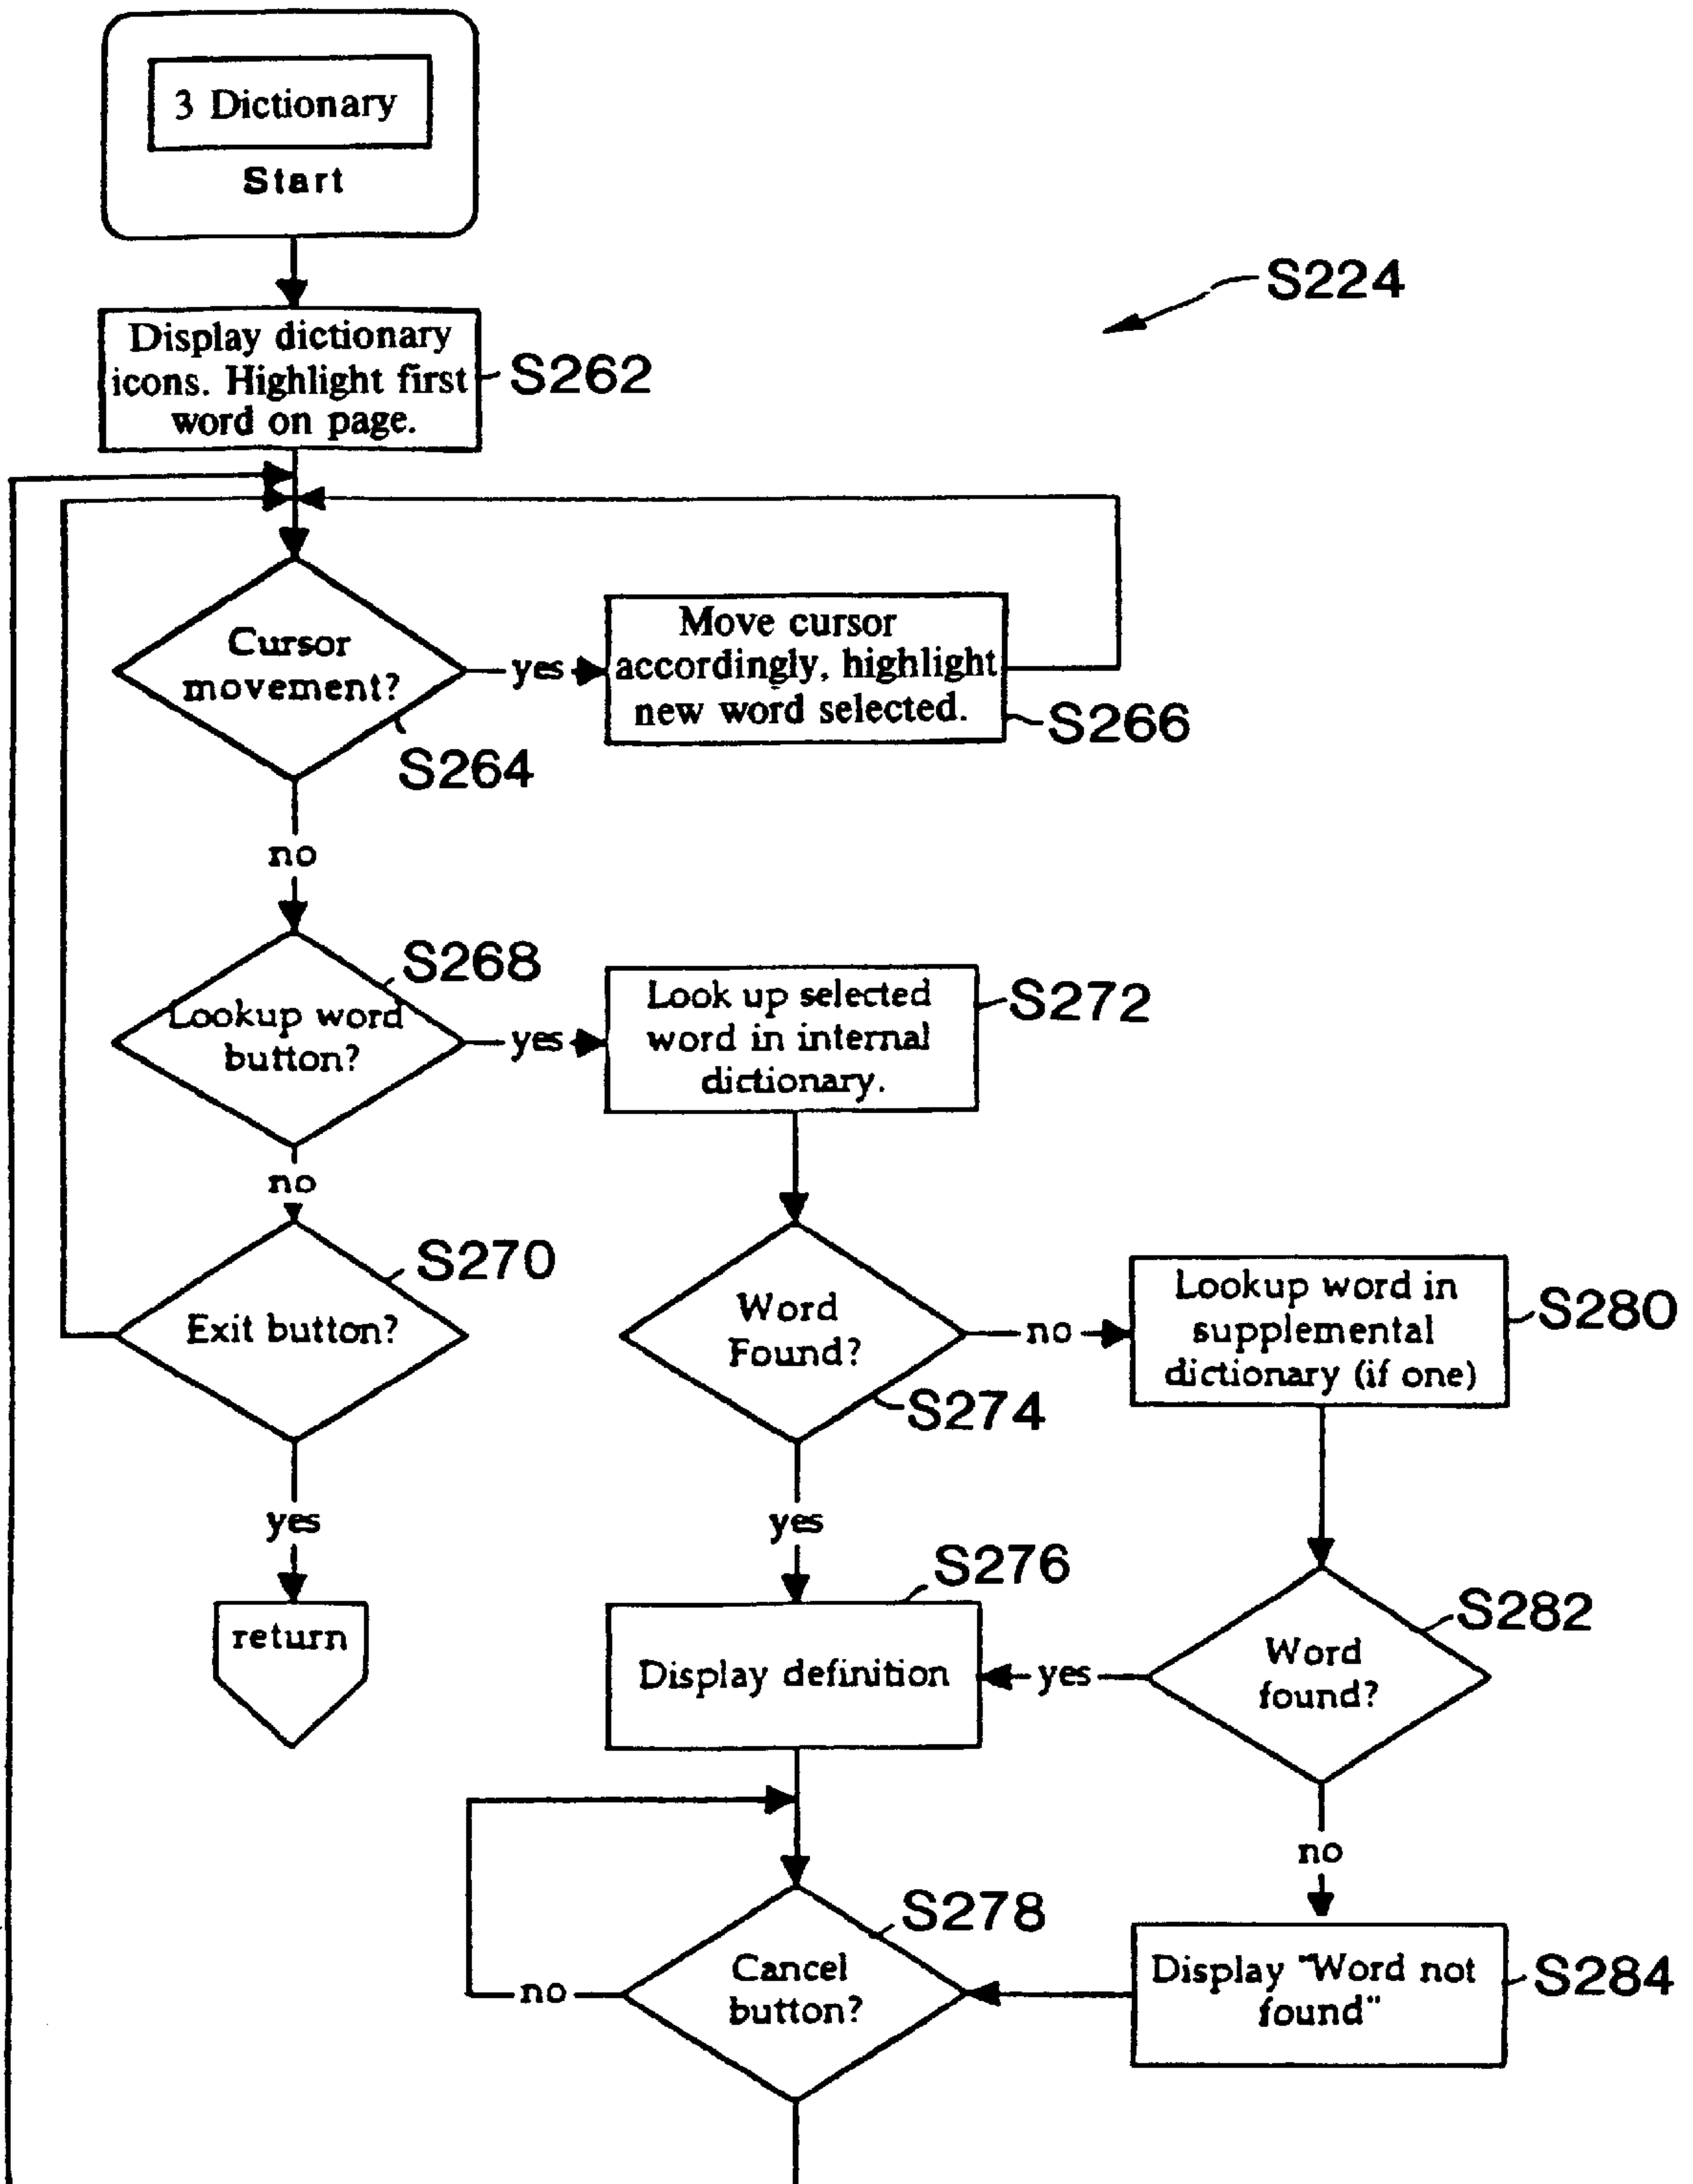 3 Dictionary
Start
S224
Display dictionary
icons. Highlight first
word on page.
S262
Cursor
movement?
S264
yes
Move cursor
accordingly, highlight
new word selected.
S266
no
Lookup word
button?
S268
yes
Look up selected
word in internal
dictionary.
S272
no
Exit button?
S270
Word
Found?
S274
no
Lookup word in
supplemental
dictionary (if one)
S280
yes
return
yes
Display definition
S276
yes
Word
found?
S282
no
Cancel
button?
S278
no
Display "Word not
found"
S284